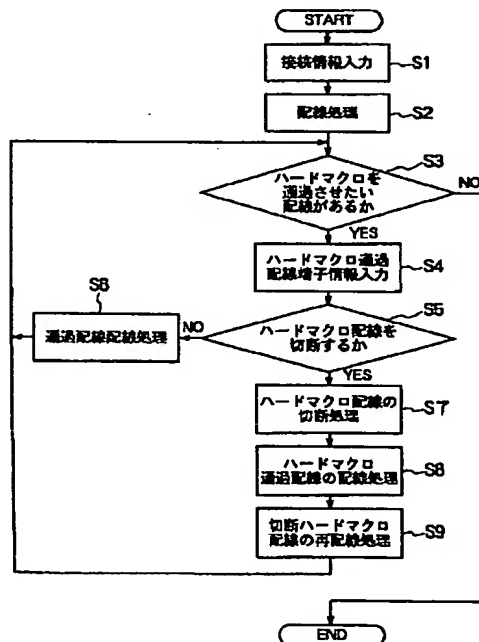 START
接続情報入力
S1
配線処理
S2
S3
ハードマクロを
通過させたい
配線があるか
NO
YES
ハードマクロ通過
配線端子情報入力
S4
S5
ハードマクロ配線を
切断するか
NO
YES
S6
通過配線配線処理
ハードマクロ配線の
切断処理
S7
ハードマクロ
通過配線の配線処理
S8
切断ハードマクロ
配線の再配線処理
S9
END